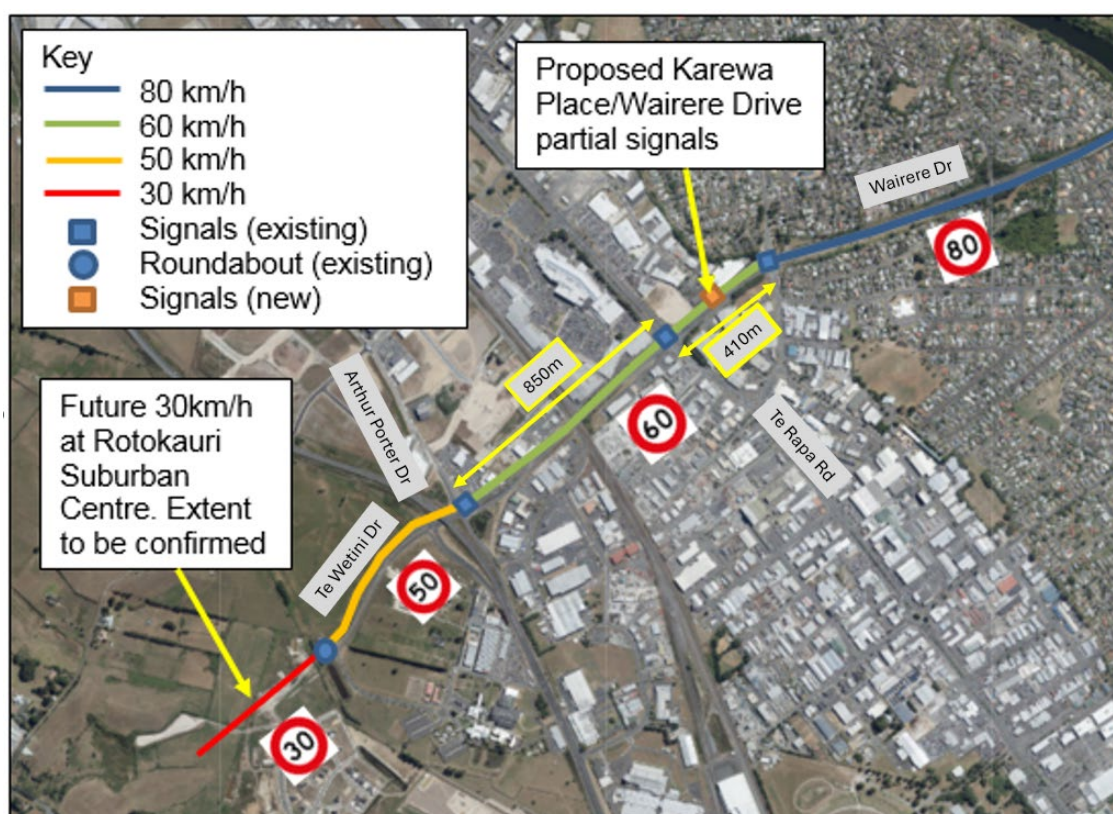 Key
80 km/h
60 km/h
50 km/h
30 km/h
Signals (existing)
Roundabout (existing)
Signals (new)
Proposed Karewa
Place/Wairere Drive
partial signals
Wairere Dr
80
410m
850m
60
Te Rapa Rd
Arthur Porter Dr
Future 30km/h
at Rotokauri
Suburban
Centre. Extent
to be confirmed
Te Wetini Dr
50
30